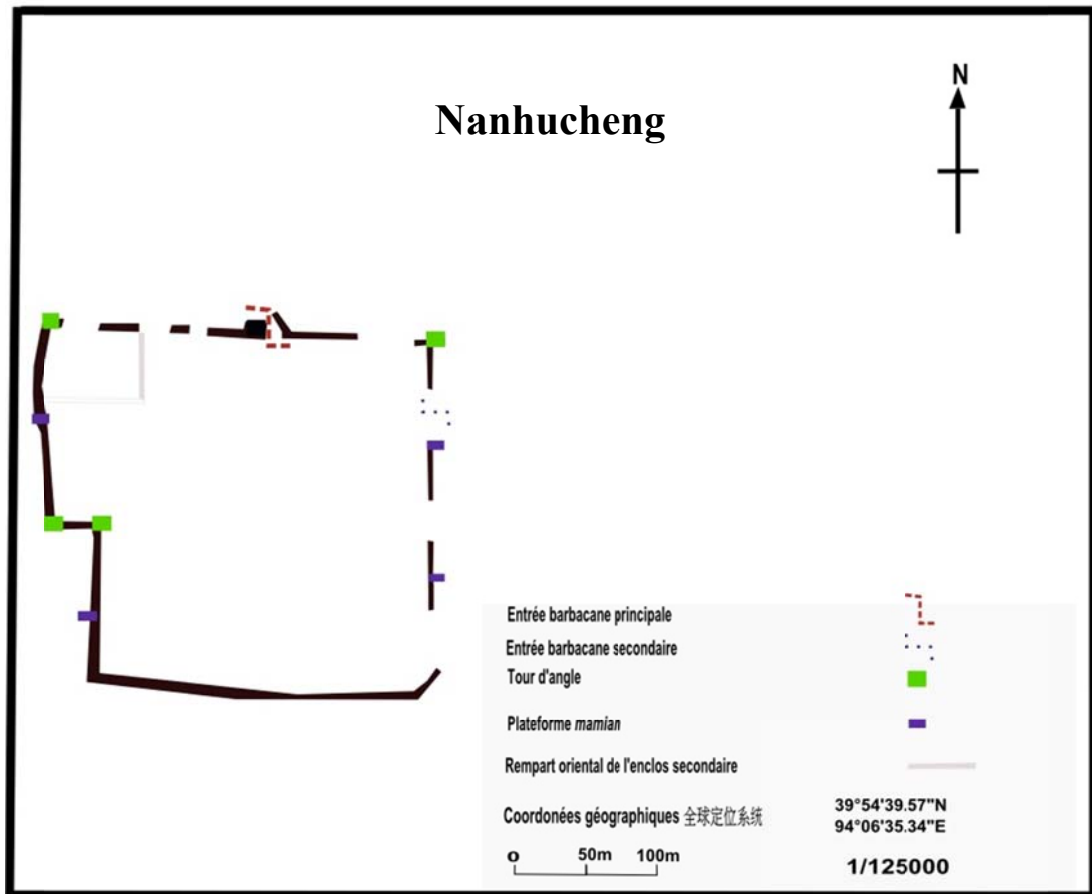 N
Nanhucheng
Entrée barbacane principale
Entrée barbacane secondaire
Tour d'angle
Plateforme mamian
Rempart oriental de l'enclos secondaire
Coordonées géographiques 全球定位系统
39°54'39.57"N
94°06'35.34"E
o 50m 100m
1/125000